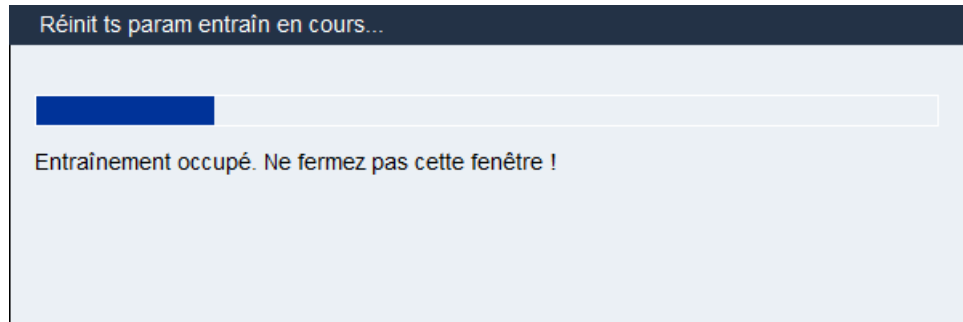 Réinit ts param entraîn en cours...
Entraînement occupé. Ne fermez pas cette fenêtre !